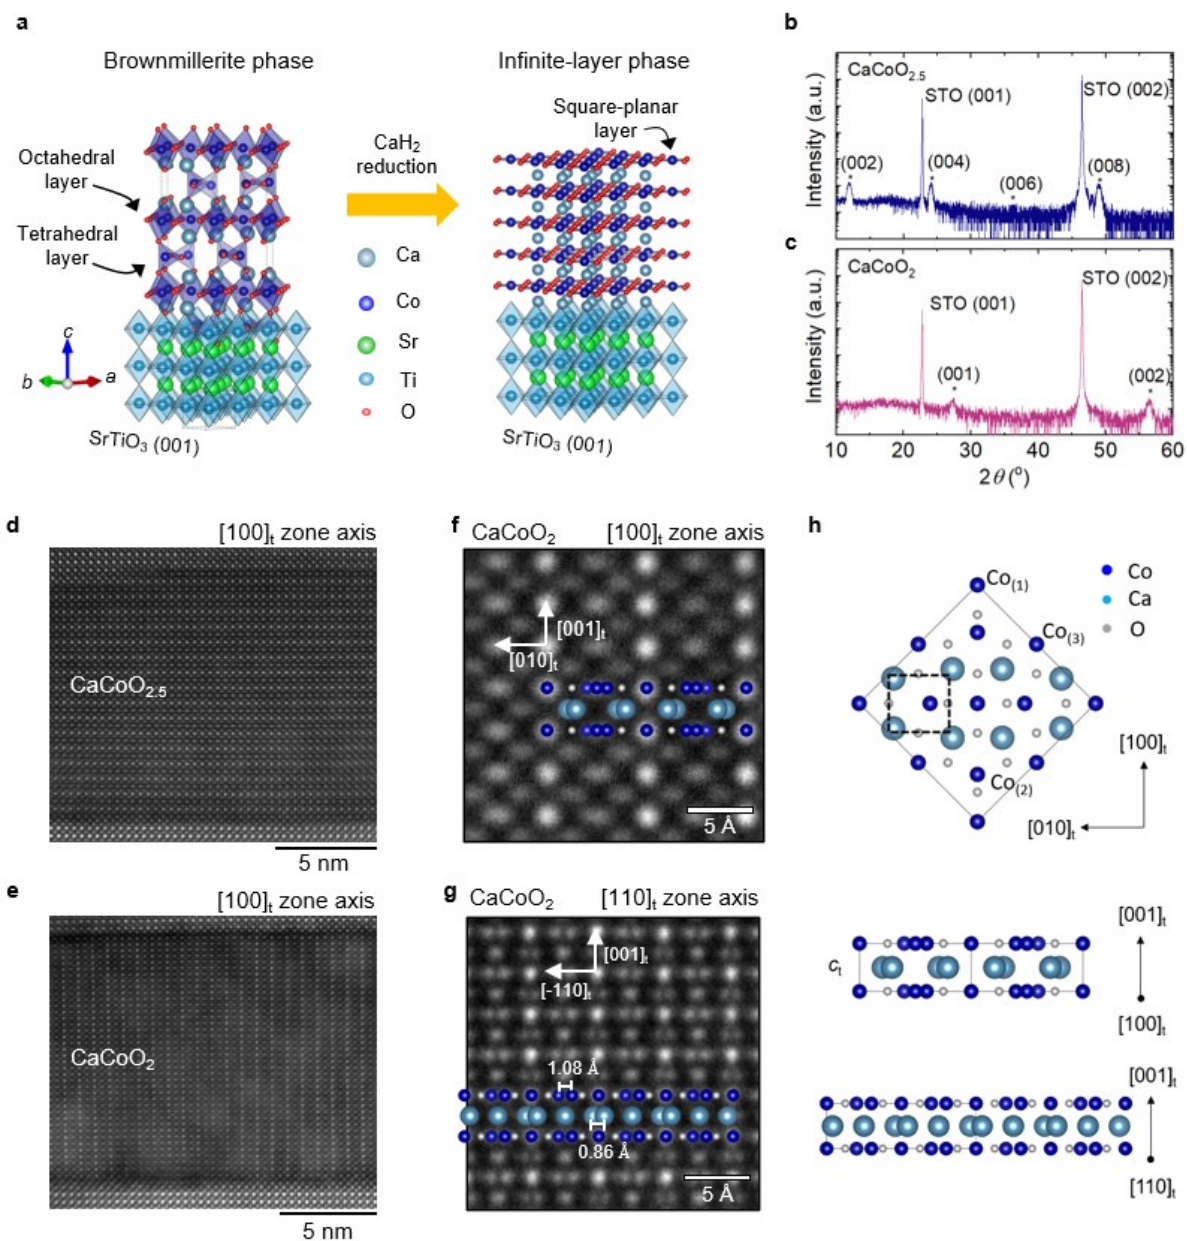 a
Brownmillerite phase
Infinite-layer phase
Square-planar
layer
CaH2
reduction
Octahedral
layer
Tetrahedral
layer
Ca
Co
Sr
Ti
O
c
b
a
SrTiO3 (001)
SrTiO3 (001)
b
CaCoO2.5
STO (001)
STO (002)
(002)
(004)
(006)
(008)
*
*
*
*
Intensity (a.u.)
c
CaCoO2
STO (001)
STO (002)
(001)
(002)
*
*
Intensity (a.u.)
10 20 30 40 50 60
2θ (°)
d
[100]t zone axis
CaCoO2.5
5 nm
e
[100]t zone axis
CaCoO2
5 nm
f CaCoO2 [100]t zone axis
[001]t
[010]t
5 Å
g CaCoO2 [110]t zone axis
[001]t
[-110]t
1.08 Å
0.86 Å
5 Å
h
Co(1)
Co
Ca
O
Co(3)
Co(2)
[100]t
[010]t
[001]t
ct
[100]t
[001]t
[110]t